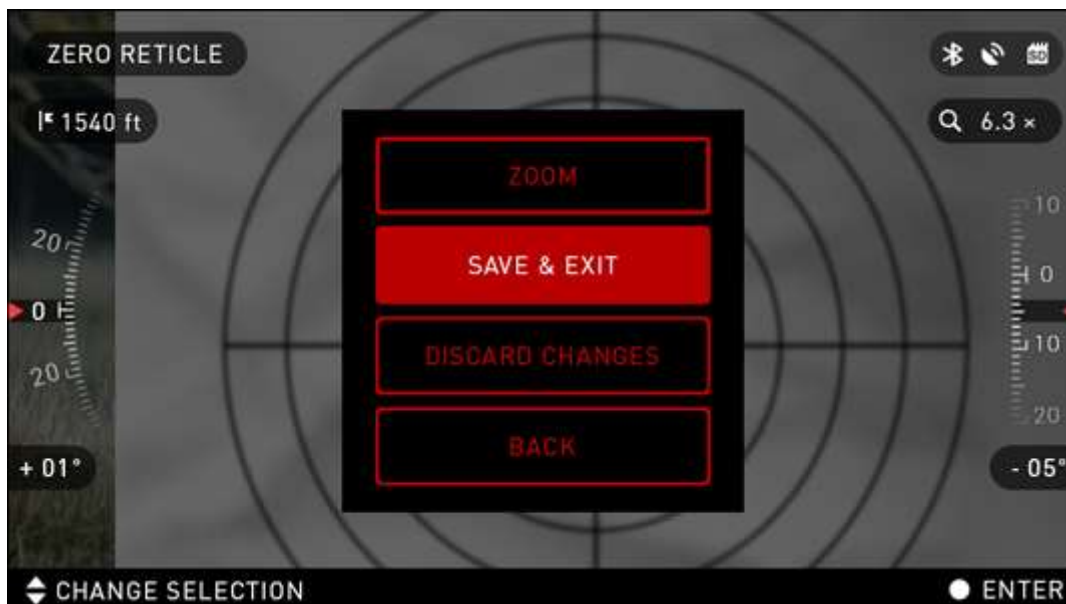 ZERO RETICLE
1540 ft
6.3 ×
ZOOM
SAVE & EXIT
DISCARD CHANGES
BACK
20
0
20
10
0
10
20
+ 01°
- 05°
CHANGE SELECTION
ENTER